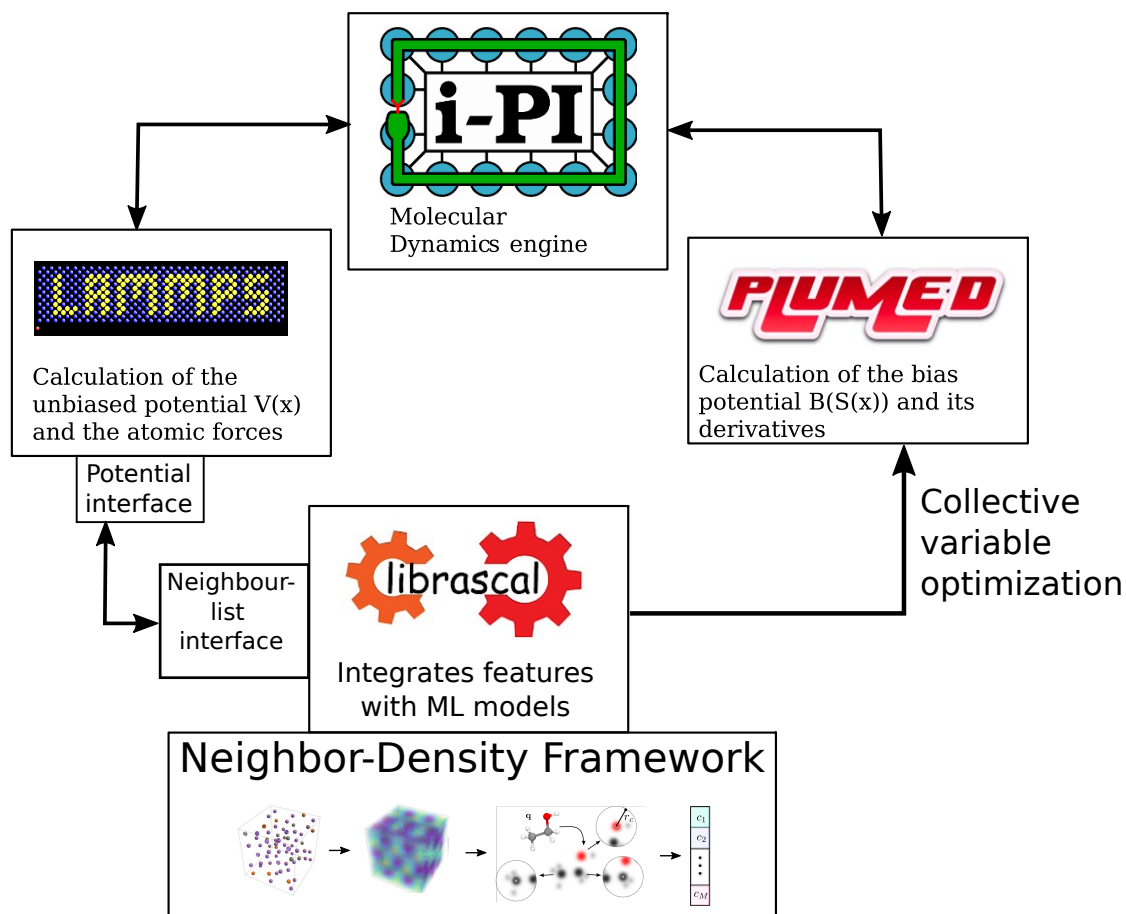 i-PI
Molecular
Dynamics engine
LAMMPS
Calculation of the
unbiased potential V(x)
and the atomic forces
PLUMED
Calculation of the bias
potential B(S(x)) and its
derivatives
Potential
interface
Neighbour-
list
interface
librascal
Integrates features
with ML models
Collective
variable
optimization
Neighbor-Density Framework
q
r_c
c_1
c_2
c_M